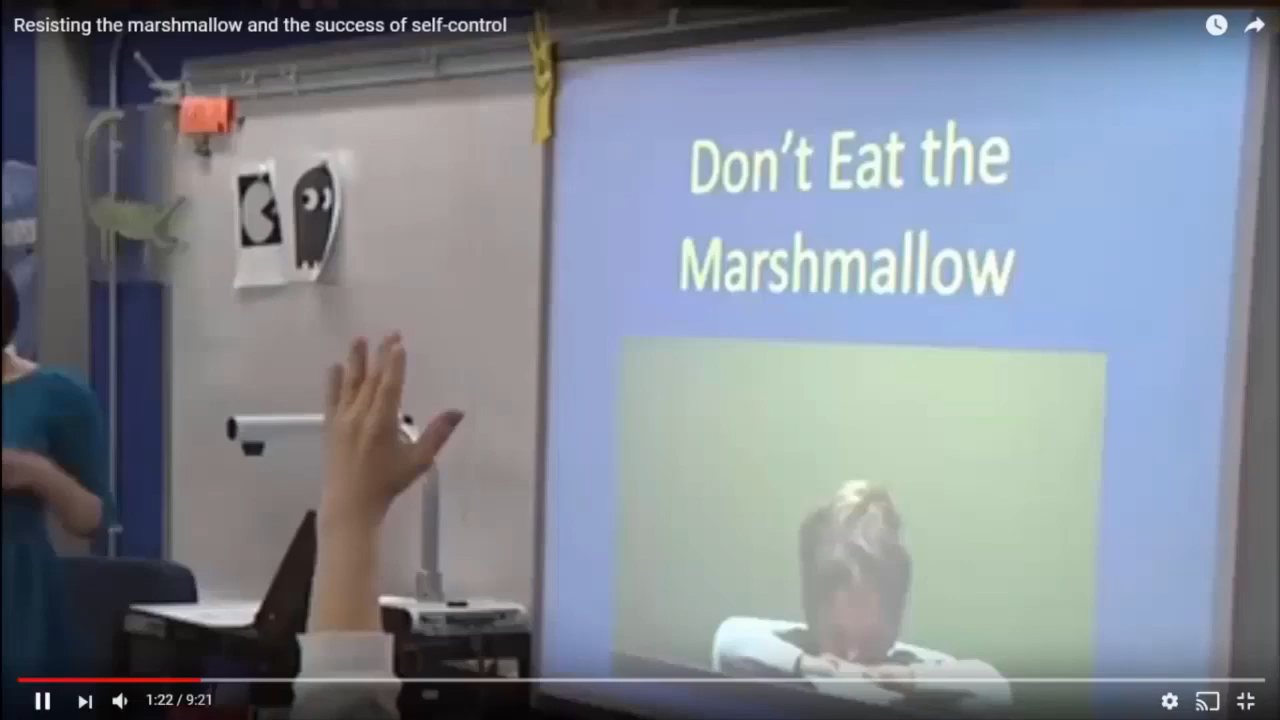 Resisting the marshmallow and the success of self-control
Don't Eat the
Marshmallow
1:22 / 9:21